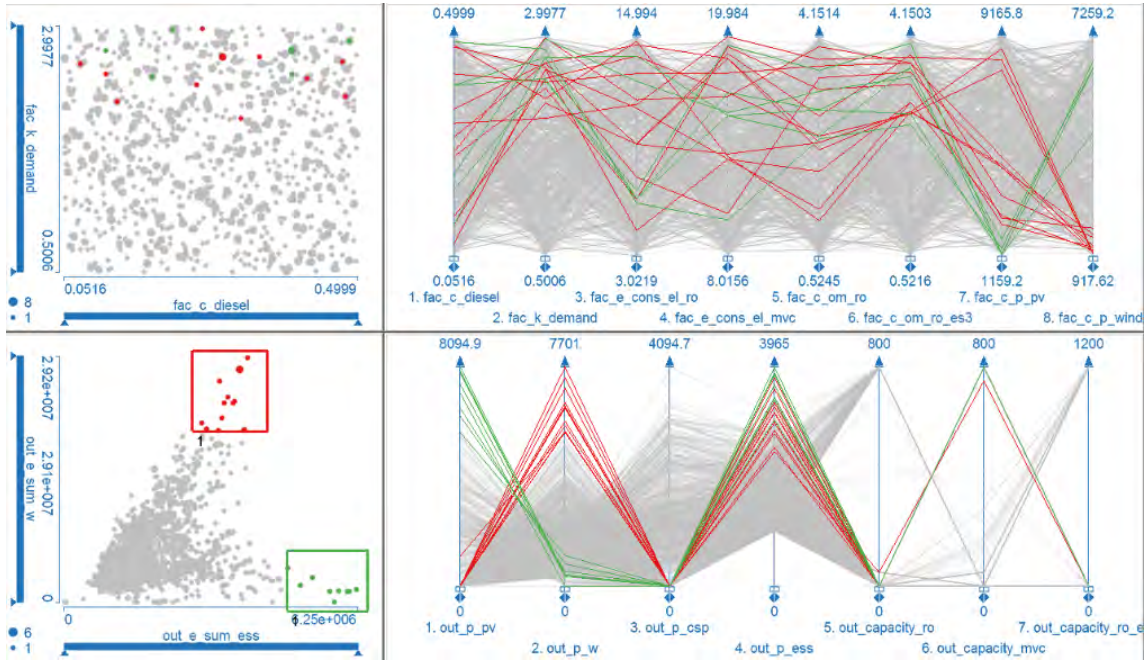 2.9977
fac_k_demand
0.5006
0.0516 0.4999
fac_c_diesel
8
1
0.4999 2.9977 14.994 19.984 4.1514 4.1503 9165.8 7259.2
0.0516 0.5006 3.0219 8.0156 0.5245 0.5216 1159.2 917.62
1. fac_c_diesel 3. fac_e_cons_el_ro 5. fac_c_om_ro 7. fac_c_p_pv
2. fac_k_demand 4. fac_e_cons_el_mvc 6. fac_c_om_ro_es3 8. fac_c_p_wind
2.92e+007
2.91e+007
out_e_sum_w
0
1
0 6.25e+006
out_e_sum_ess
6
1
8094.9 7701 4094.7 3965 800 800 1200
0 0 0 0 0 0 0
1. out_p_pv 3. out_p_csp 5. out_capacity_ro 7. out_capacity_ro_e
2. out_p_w 4. out_p_ess 6. out_capacity_mvc